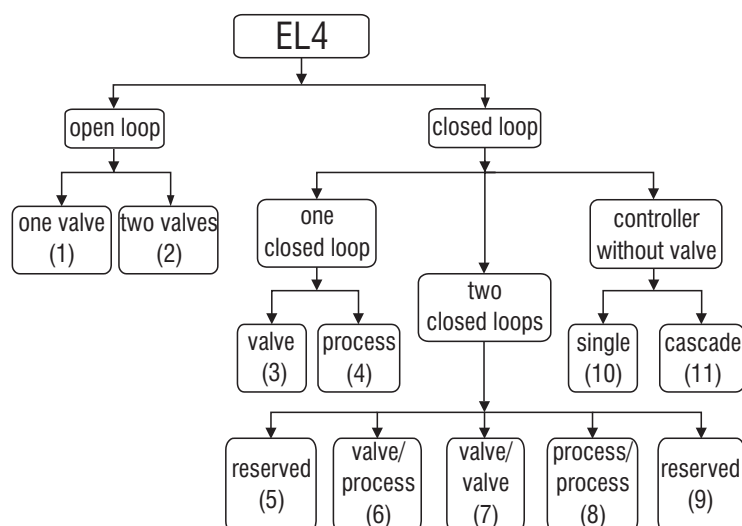 EL4
open loop
closed loop
one valve
(1)
two valves
(2)
one
closed loop
controller
without valve
two
closed loops
valve
(3)
process
(4)
single
(10)
cascade
(11)
reserved
(5)
valve/
process
(6)
valve/
valve
(7)
process/
process
(8)
reserved
(9)